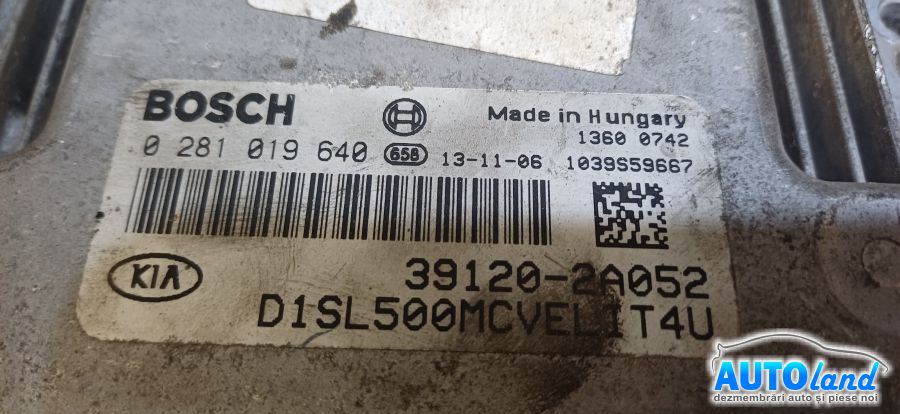 BOSCH
Made in Hungary
1360 0742
0 281 019 640 65B 13-11-06 1039S59667
KIA
39120-2A052
D1SL500MCVEL1T4U
AUTOland
dezmembrări auto și piese noi